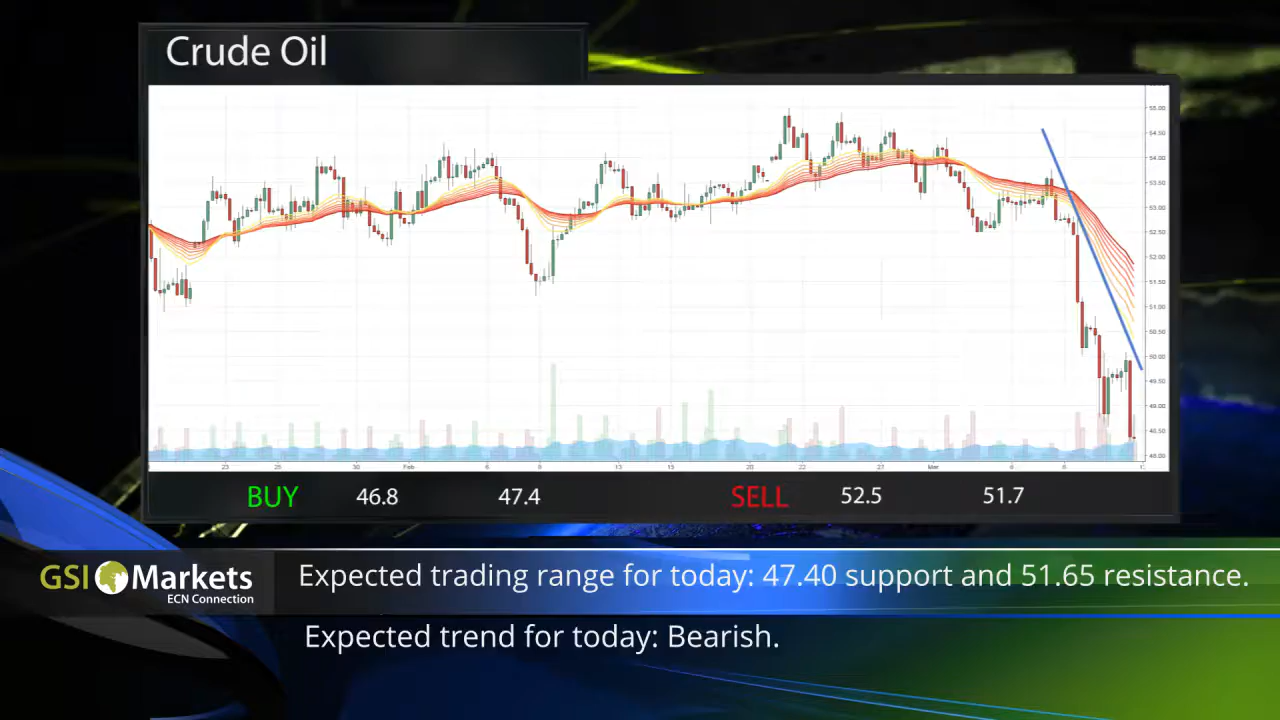 Crude Oil
55.00
54.50
54.00
53.50
53.00
52.50
52.00
51.50
51.00
50.50
50.00
49.50
49.00
48.50
48.00
23 30 Feb 6 9 13 15 20 22 27 Mar 6
BUY 46.8 47.4 SELL 52.5 51.7
GSI Markets
ECN Connection
Expected trading range for today: 47.40 support and 51.65 resistance.
Expected trend for today: Bearish.